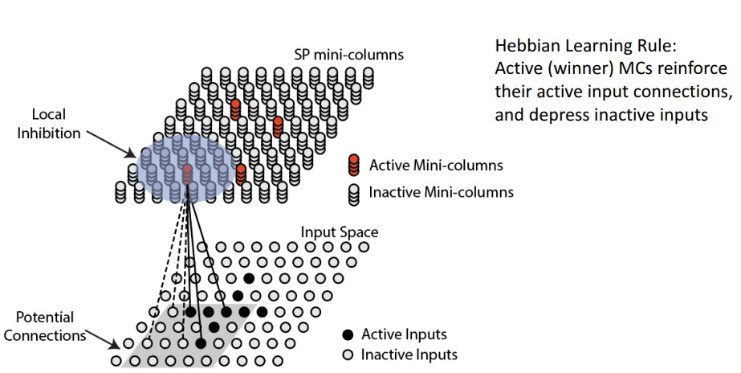 SP mini-columns
Hebbian Learning Rule:
Active (winner) MCs reinforce
their active input connections,
and depress inactive inputs
Local
Inhibition
Active Mini-columns
Inactive Mini-columns
Input Space
Potential
Connections
Active Inputs
Inactive Inputs